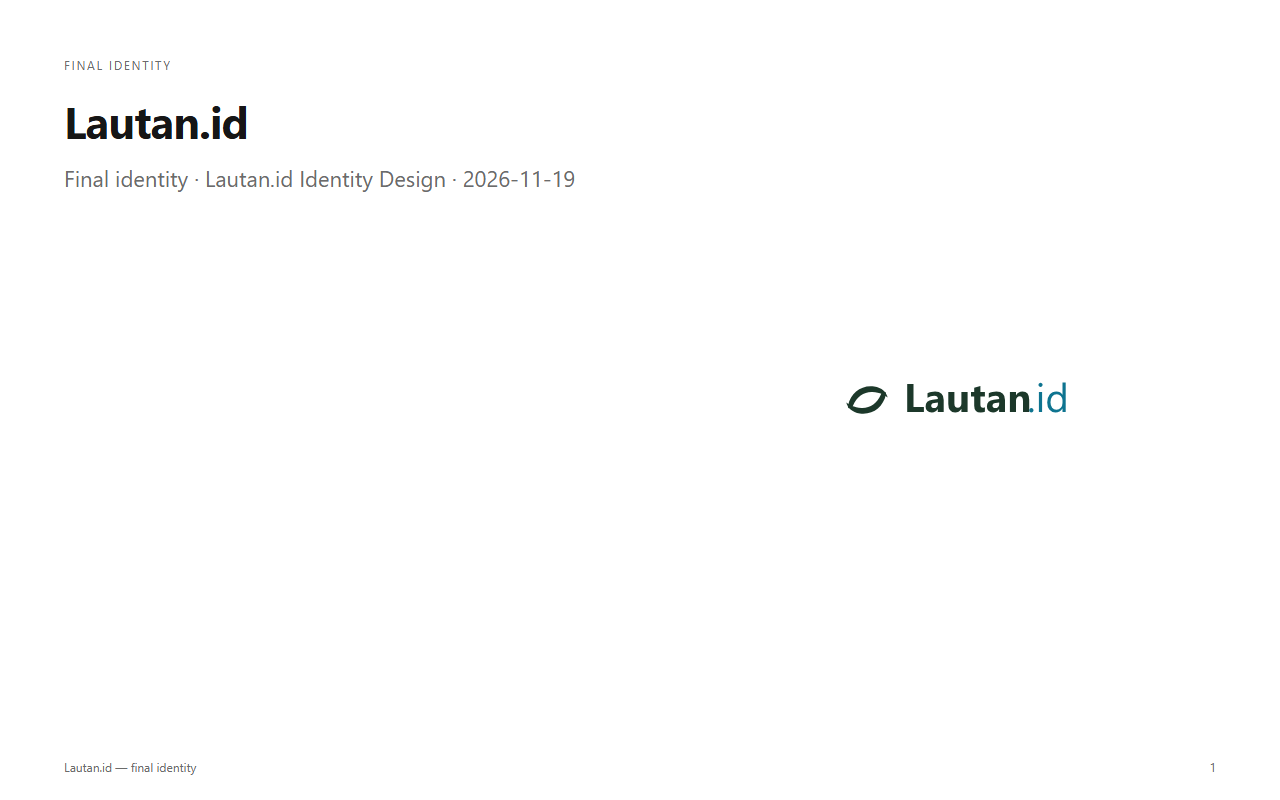 FINAL IDENTITY
Lautan.id
Final identity · Lautan.id Identity Design · 2026-11-19
Lautan.id
Lautan.id — final identity
1